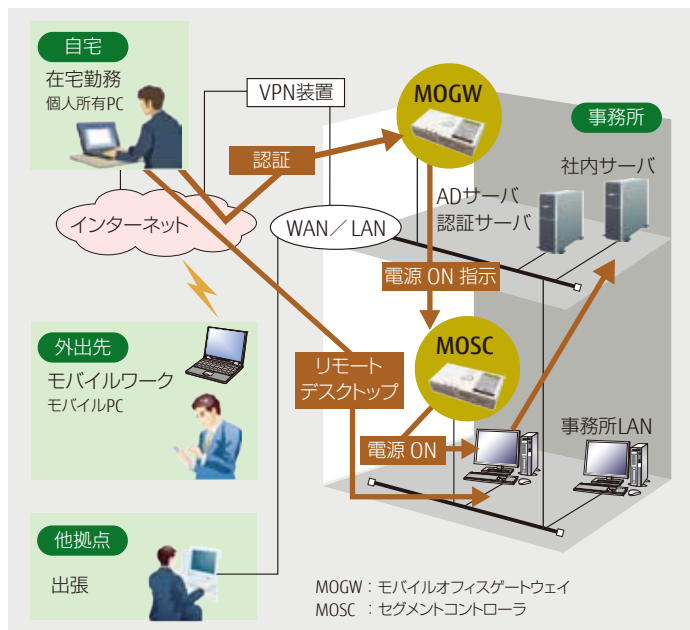 自宅
在宅勤務
個人所有PC
VPN装置
MOGW
事務所
認証
社内サーバ
ADサーバ
認証サーバ
インターネット
WAN／LAN
電源 ON 指示
外出先
モバイルワーク
モバイルPC
MOSC
リモート
デスクトップ
電源 ON
事務所LAN
他拠点
出張
MOGW：モバイルオフィスゲートウェイ
MOSC：セグメントコントローラ